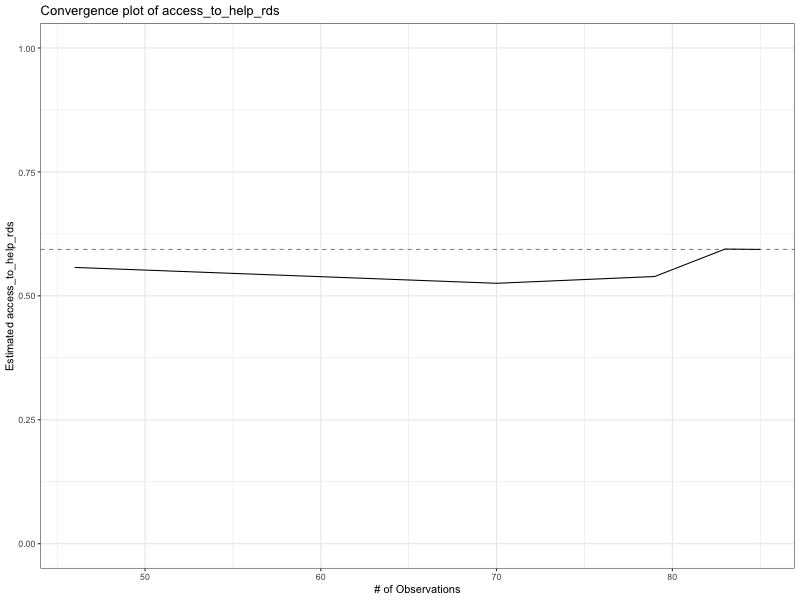 Convergence plot of access_to_help_rds
1.00
0.75
0.50
0.25
0.00
Estimated access_to_help_rds
50 60 70 80
# of Observations